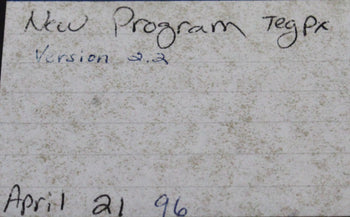 New Program Tegpx
Version 2.2
April 21 96